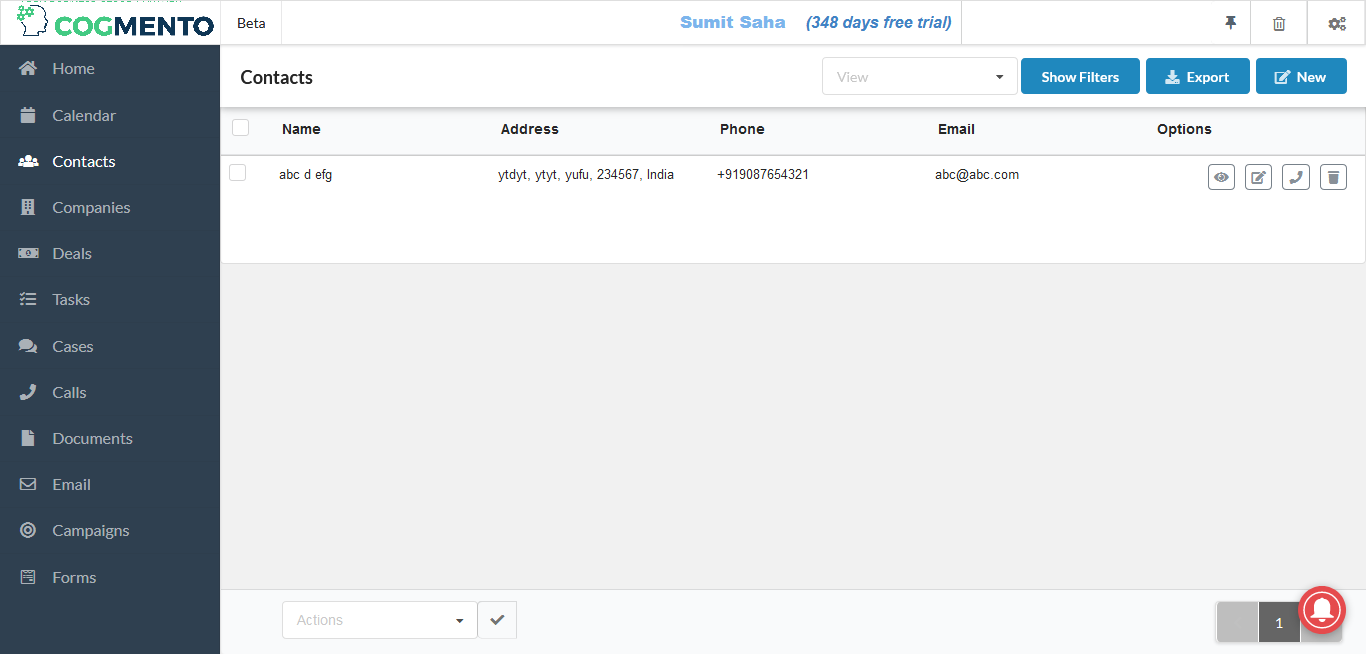 COGMENTO
Beta
Sumit Saha (348 days free trial)
Home
Calendar
Contacts
Companies
Deals
Tasks
Cases
Calls
Documents
Email
Campaigns
Forms
Contacts
View
Show Filters
Export
New
Name Address Phone Email Options
abc d efg ytdyt, ytyt, yufu, 234567, India +919087654321 abc@abc.com
Actions
1